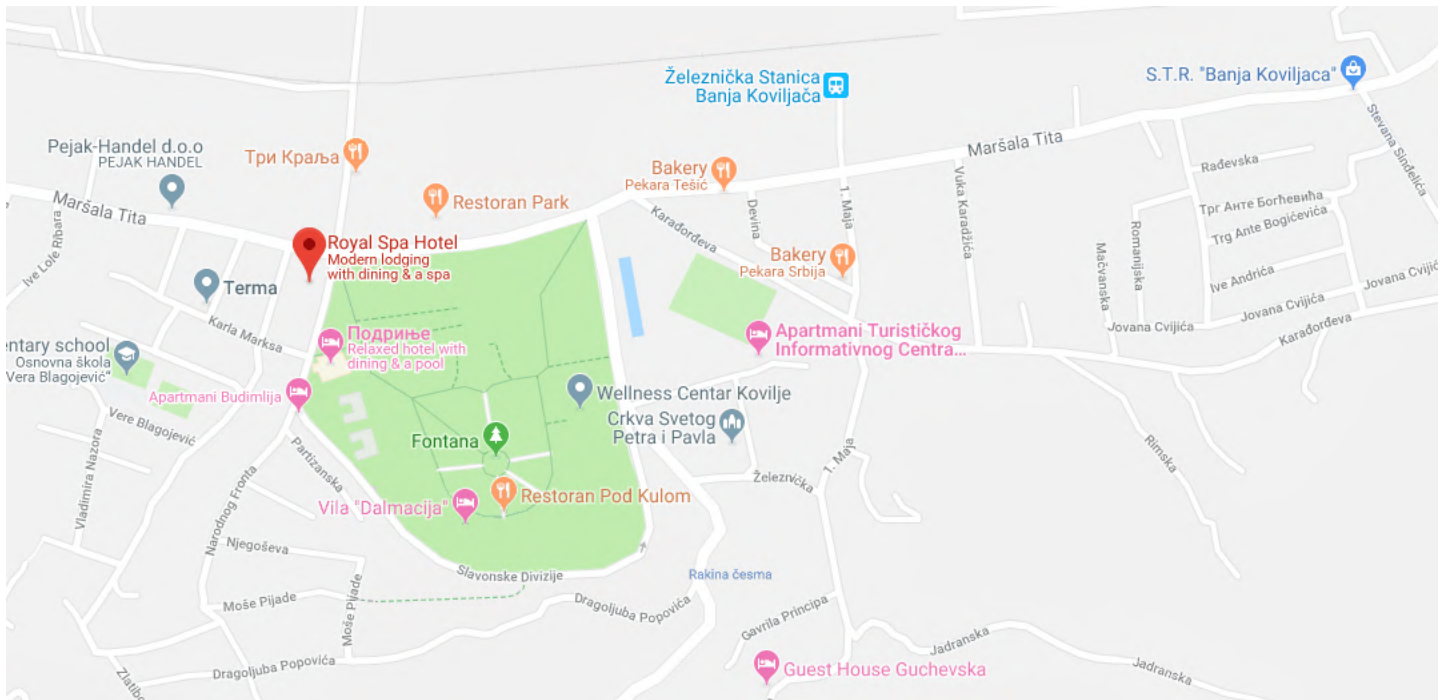 Železnička Stanica
Banja Koviljača
S.T.R. "Banja Koviljaca"
Stevana Sinđelića
Pejak-Handel d.o.o
PEJAK HANDEL
Три Краља
Maršala Tita
Bakery
Pekara Tešić
Rađevska
Vuka Karadžića
1. Maja
Restoran Park
Maršala Tita
Ive Lole Ribara
Devina
Karađorđeva
Трг Анте Богћевића
Trg Ante Bogićevića
Royal Spa Hotel
Modern lodging
with dining & a spa
Bakery
Pekara Srbija
Romanijska
Mačvanska
Ive Andrića
Jovana Cviji
Terma
Karla Marksa
Jovana Cvijića
Jovana Cvijića
Karađorđeva
Подриње
Relaxed hotel with
dining & a pool
Apartmani Turističkog
Informativnog Centra...
entary school
Osnovna škola
Vera Blagojević"
Apartmani Budimlija
Wellness Centar Kovilje
Vere Blagojević
Crkva Svetog
Petra i Pavla
Fontana
Partizanska
Vladimira Nazora
Narodnog Fronta
1. Maja
Rimska
Železnička
Restoran Pod Kulom
Vila "Dalmacija"
Njegoševa
Slavonske Divizije
Rakina česma
Moše Pijade
Moše Pijade
Dragoljuba Popovića
Gavrila Principa
Jadranska
Jadranska
Dragoljuba Popovića
Guest House Guchevska
Zlatibo